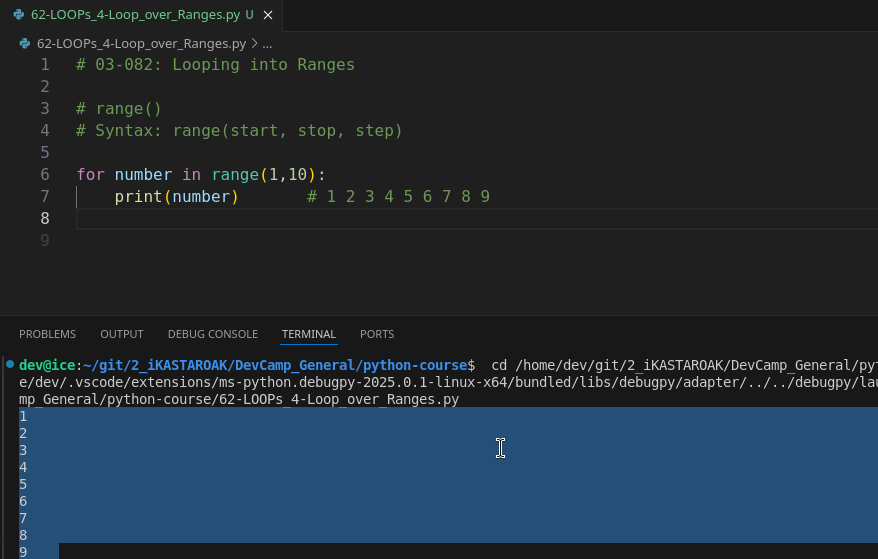 62-LOOPs_4-Loop_over_Ranges.py U
62-LOOPs_4-Loop_over_Ranges.py > ...
1 # 03-082: Looping into Ranges
2
3 # range()
4 # Syntax: range(start, stop, step)
5
6 for number in range(1,10):
7 print(number) # 1 2 3 4 5 6 7 8 9
8
9
PROBLEMS OUTPUT DEBUG CONSOLE TERMINAL PORTS
dev@ice:~/git/2_iKASTAROAK/DevCamp_General/python-course$ cd /home/dev/git/2_iKASTAROAK/DevCamp_General/pyt
e/dev/.vscode/extensions/ms-python.debugpy-2025.0.1-linux-x64/bundled/libs/debugpy/adapter/../../debugpy/lau
mp_General/python-course/62-LOOPs_4-Loop_over_Ranges.py
1
2
3
4
5
6
7
8
9